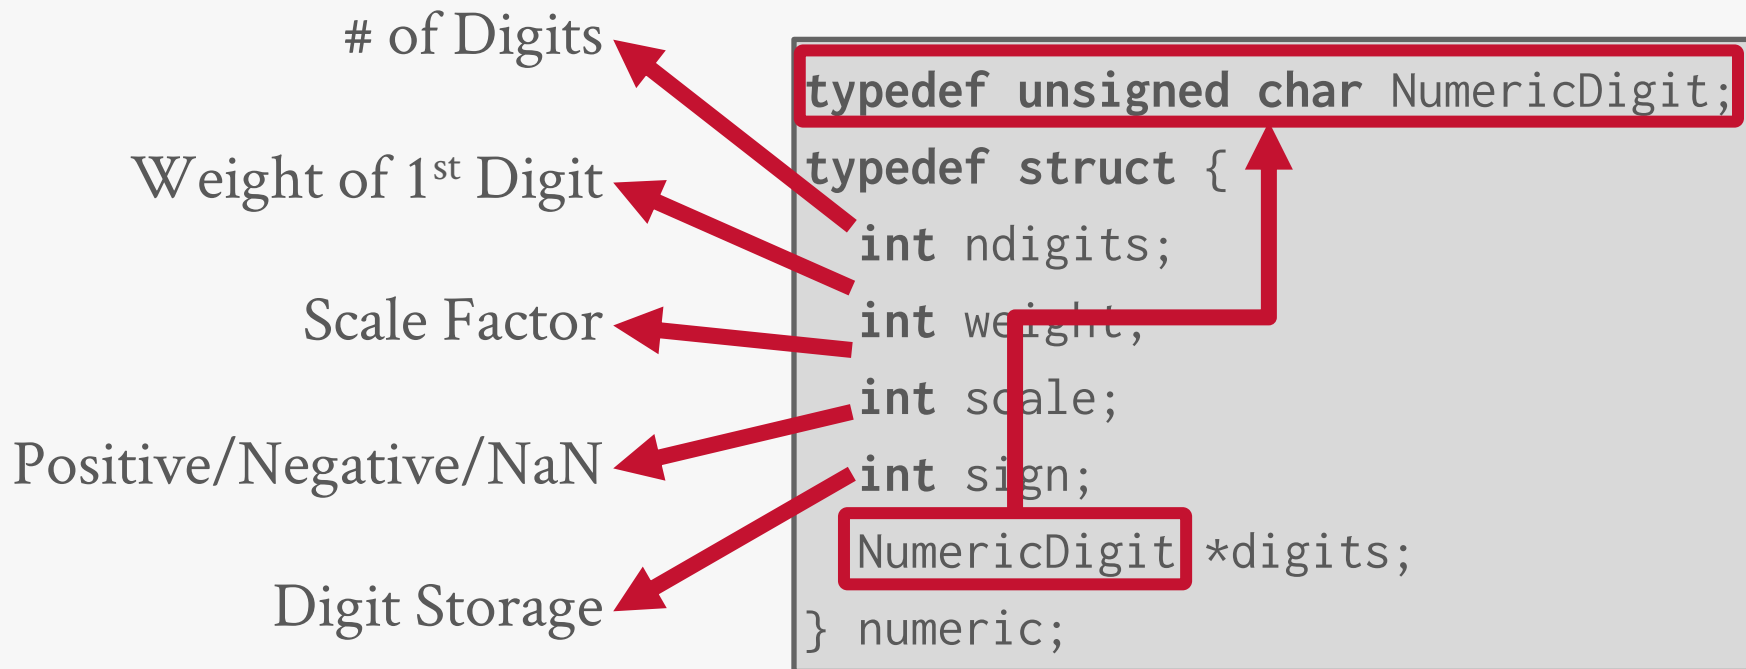 # of Digits
Weight of 1st Digit
Scale Factor
Positive/Negative/NaN
Digit Storage
typedef unsigned char NumericDigit;
typedef struct {
int ndigits;
int weight;
int scale;
int sign;
NumericDigit *digits;
} numeric;